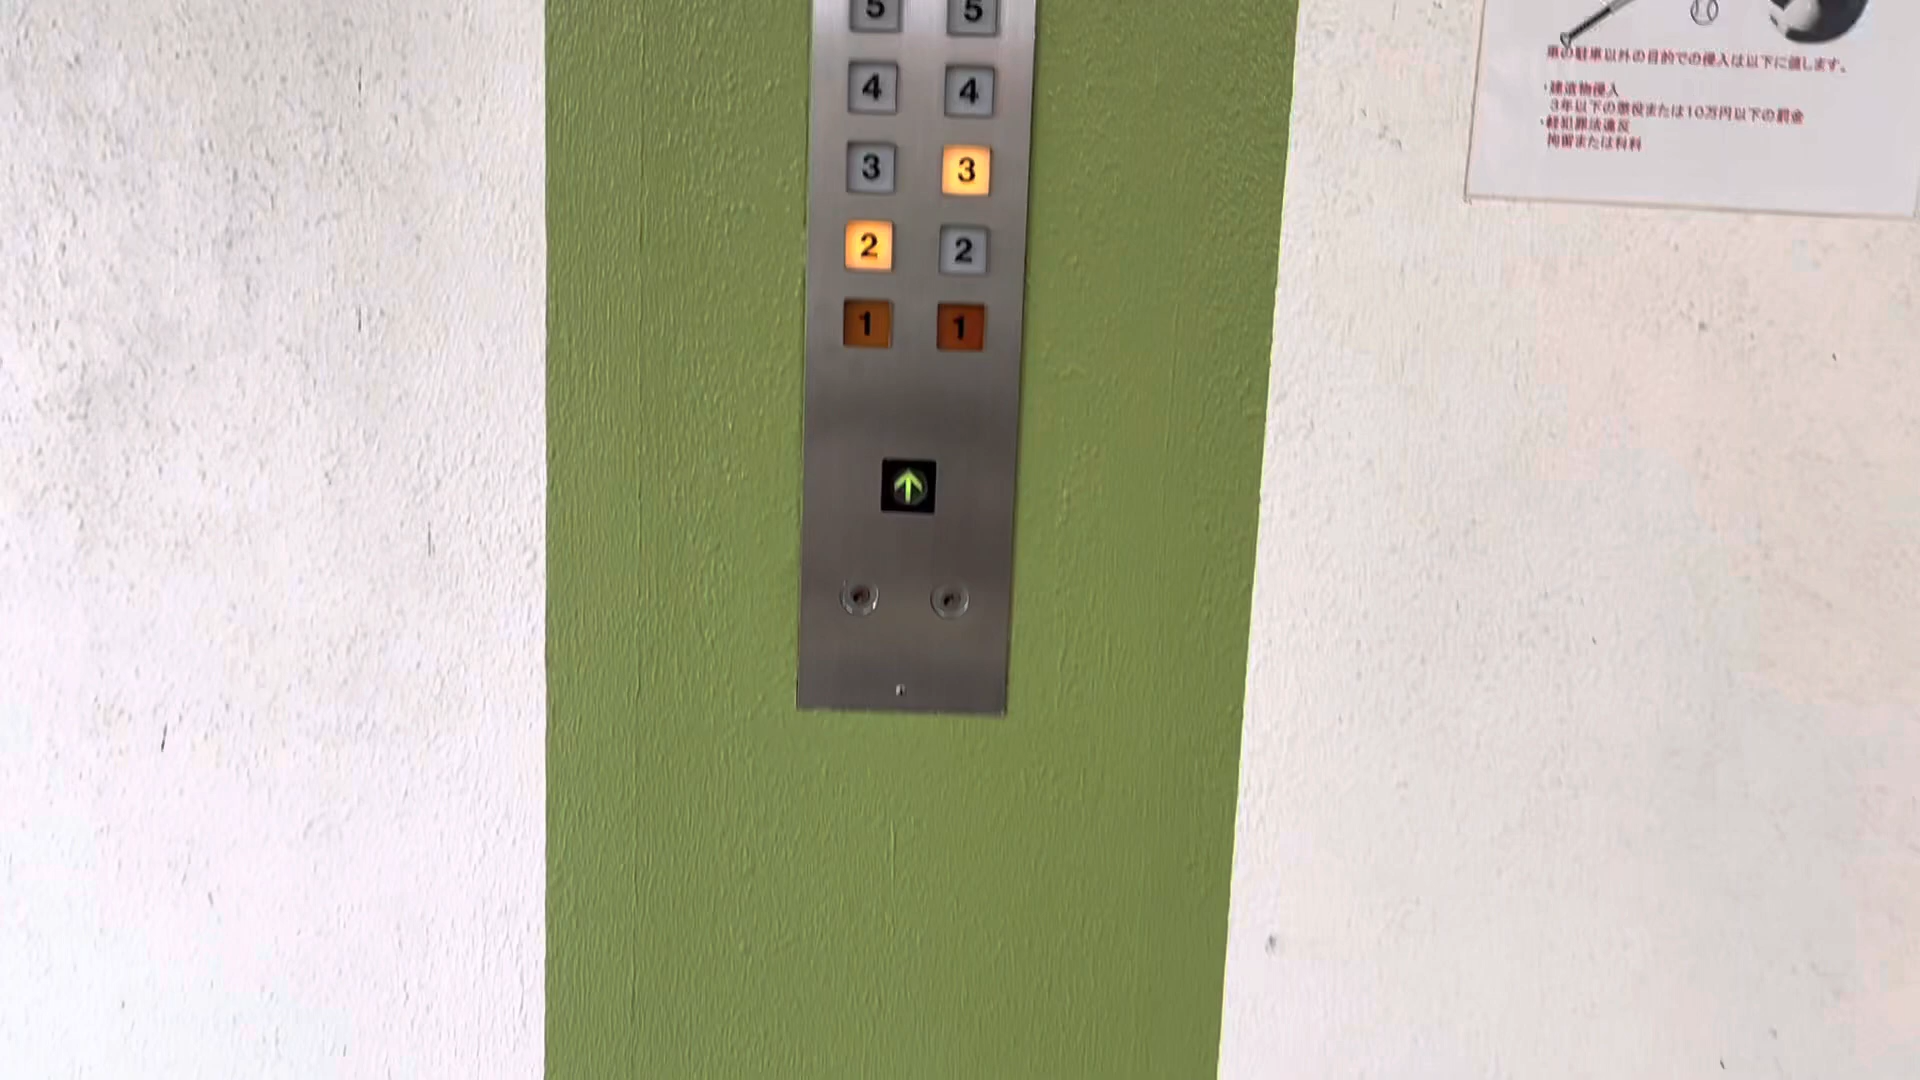 5 5
4 4
3 3
2 2
1 1
車の駐車以外の目的での侵入は以下に値します。
・建造物侵入
3年以下の懲役または10万円以下の罰金
・軽犯罪法違反
拘留または科料